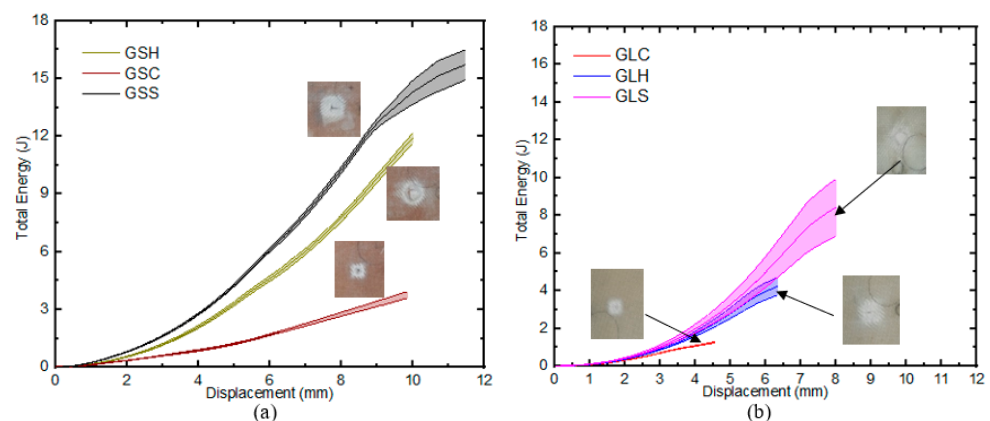 18
15
12
9
6
3
0
Total Energy (J)
GSH
GSC
GSS
0 2 4 6 8 10 12
Displacement (mm)
(a)
18
16
14
12
10
8
6
4
2
0
Total Energy (J)
GLC
GLH
GLS
0 1 2 3 4 5 6 7 8 9 10 11 12
Displacement (mm)
(b)